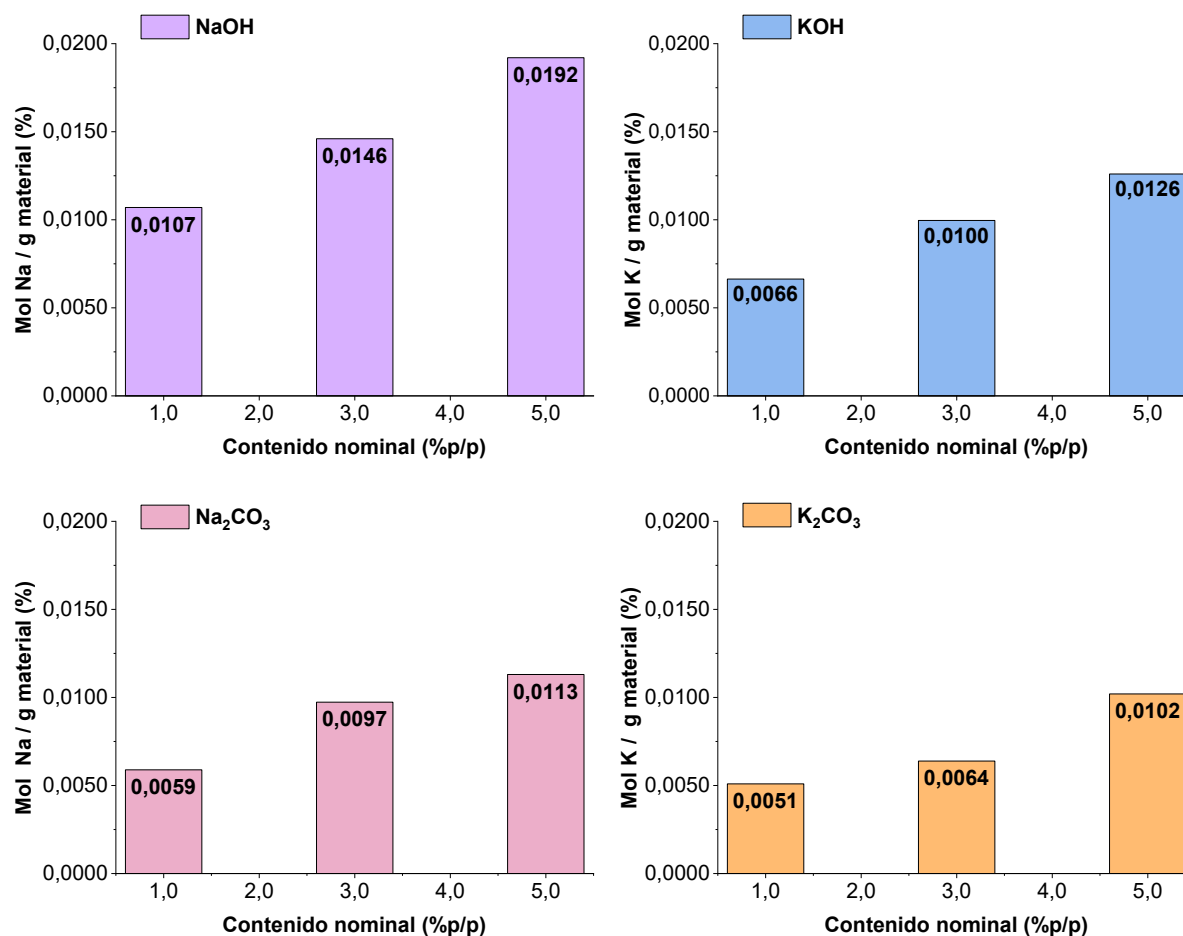 NaOH
Mol Na / g material (%)
0,0200
0,0150
0,0100
0,0050
0,0000
0,0107
0,0146
0,0192
1,0 2,0 3,0 4,0 5,0
Contenido nominal (%p/p)
KOH
Mol K / g material (%)
0,0200
0,0150
0,0100
0,0050
0,0000
0,0066
0,0100
0,0126
1,0 2,0 3,0 4,0 5,0
Contenido nominal (%p/p)
Na₂CO₃
Mol Na / g material (%)
0,0200
0,0150
0,0100
0,0050
0,0000
0,0059
0,0097
0,0113
1,0 2,0 3,0 4,0 5,0
Contenido nominal (%p/p)
K₂CO₃
Mol K / g material (%)
0,0200
0,0150
0,0100
0,0050
0,0000
0,0051
0,0064
0,0102
1,0 2,0 3,0 4,0 5,0
Contenido nominal (%p/p)